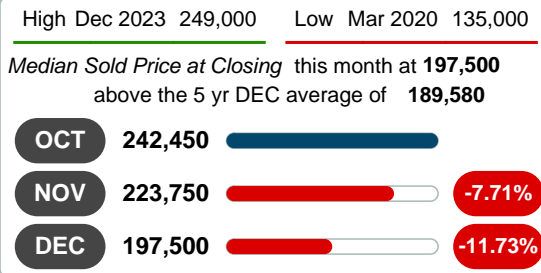 High Dec 2023 249,000 Low Mar 2020 135,000
Median Sold Price at Closing this month at 197,500
above the 5 yr DEC average of 189,580
OCT 242,450
NOV 223,750 -7.71%
DEC 197,500 -11.73%